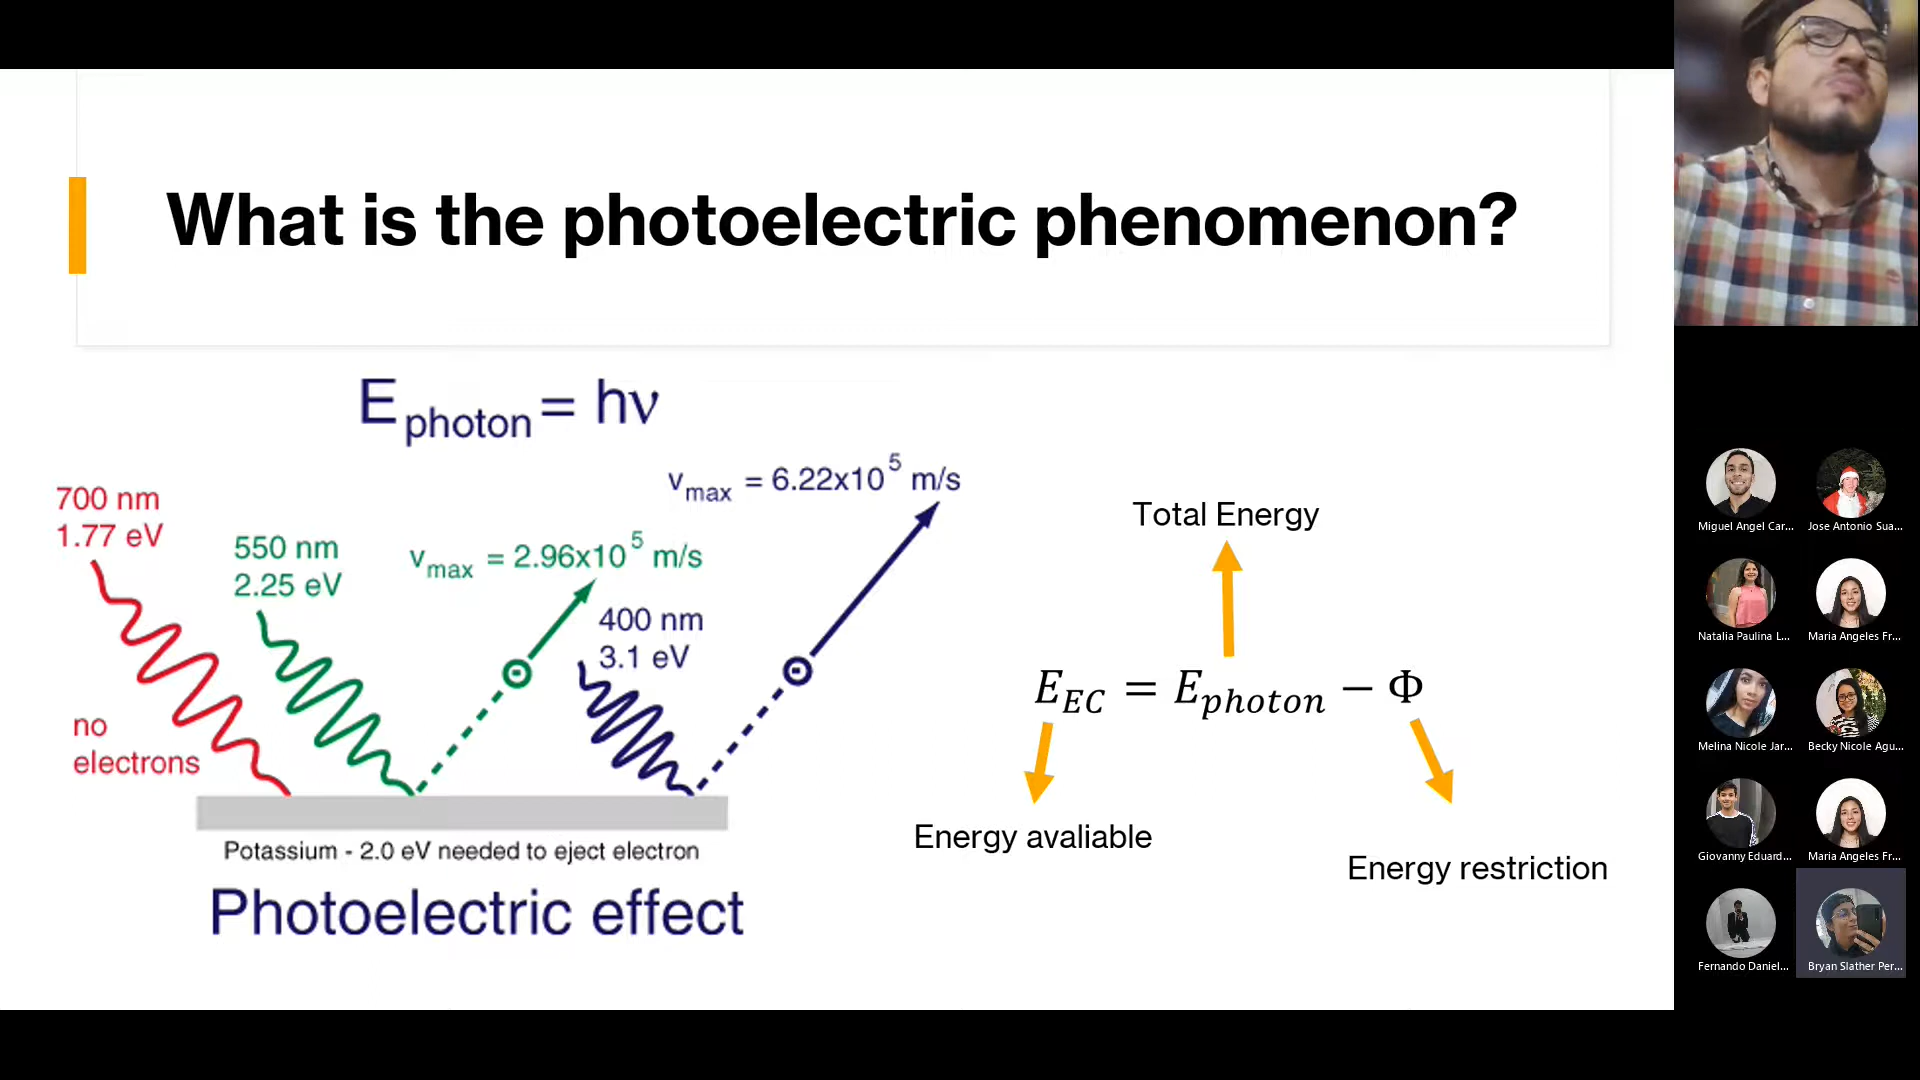 What is the photoelectric phenomenon?
E photon = hν
700 nm
1.77 eV
550 nm
2.25 eV
vmax = 2.96x10^5 m/s
vmax = 6.22x10^5 m/s
400 nm
3.1 eV
no
electrons
Potassium - 2.0 eV needed to eject electron
Photoelectric effect
Total Energy
E_EC = E_photon − Φ
Energy avaliable
Energy restriction
Miguel Angel Car...
Jose Antonio Sua...
Natalia Paulina L...
Maria Angeles Fr...
Melina Nicole Jar...
Becky Nicole Agu...
Giovanny Eduard...
Maria Angeles Fr...
Fernando Daniel...
Bryan Slather Per...